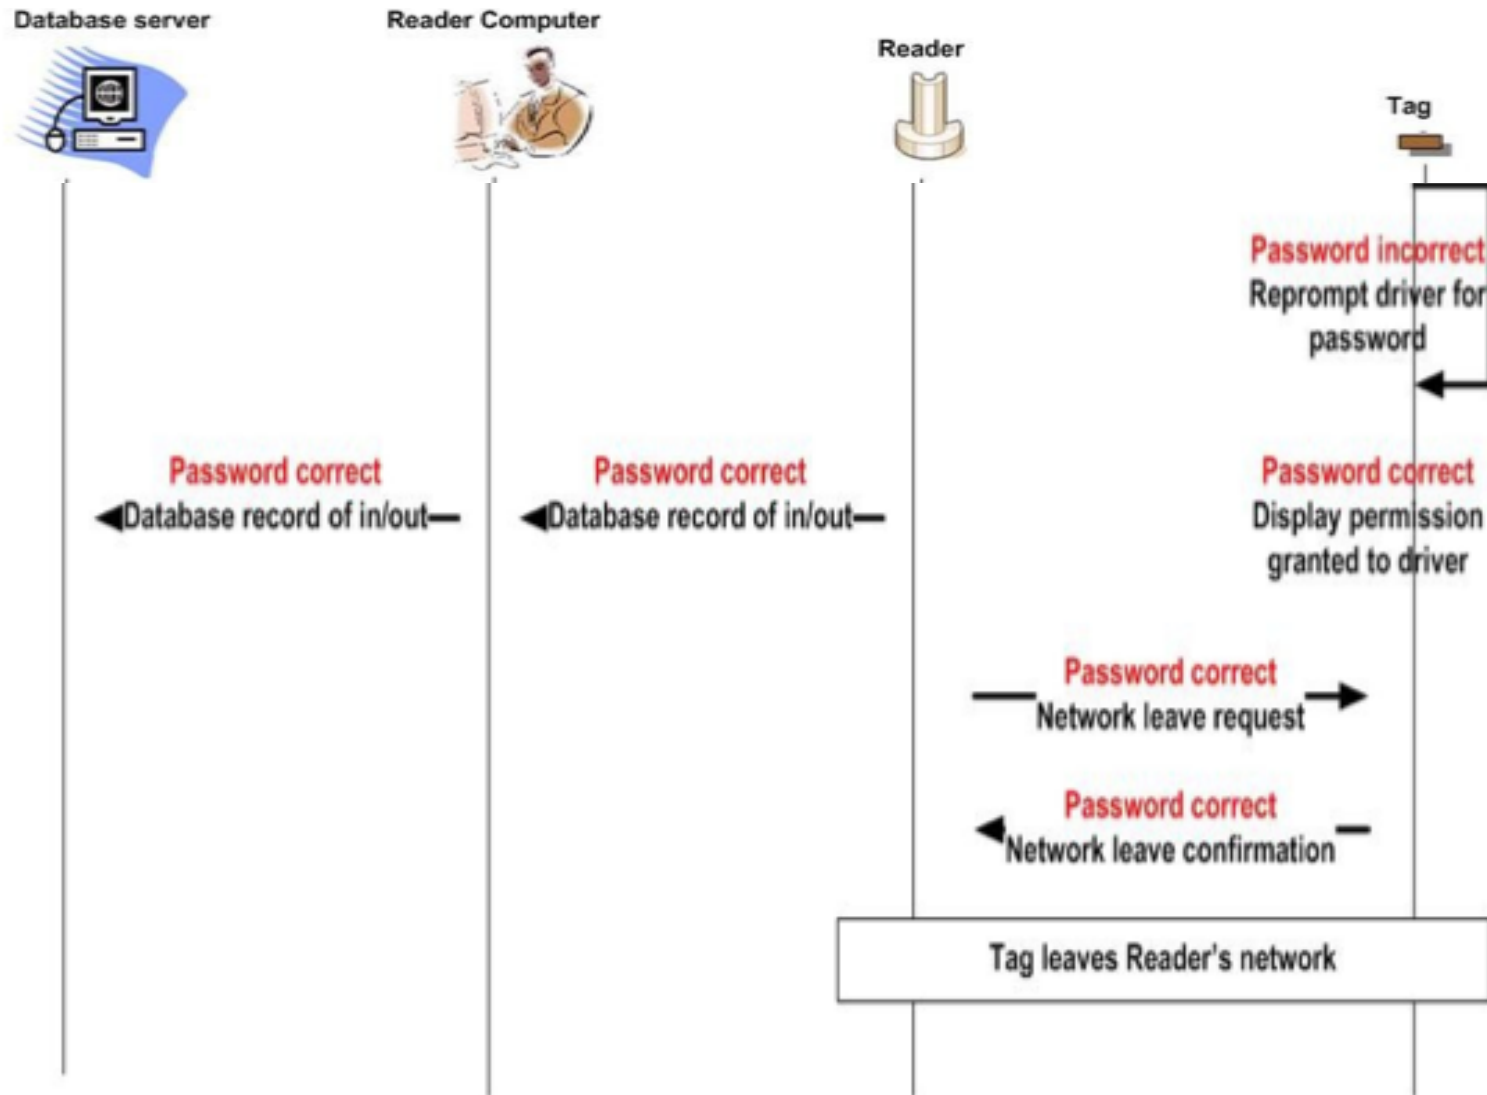 Database server
Reader Computer
Reader
Tag
Password incorrect
Reprompt driver for
password
Password correct
Database record of in/out
Password correct
Database record of in/out
Password correct
Display permission
granted to driver
Password correct
Network leave request
Password correct
Network leave confirmation
Tag leaves Reader's network